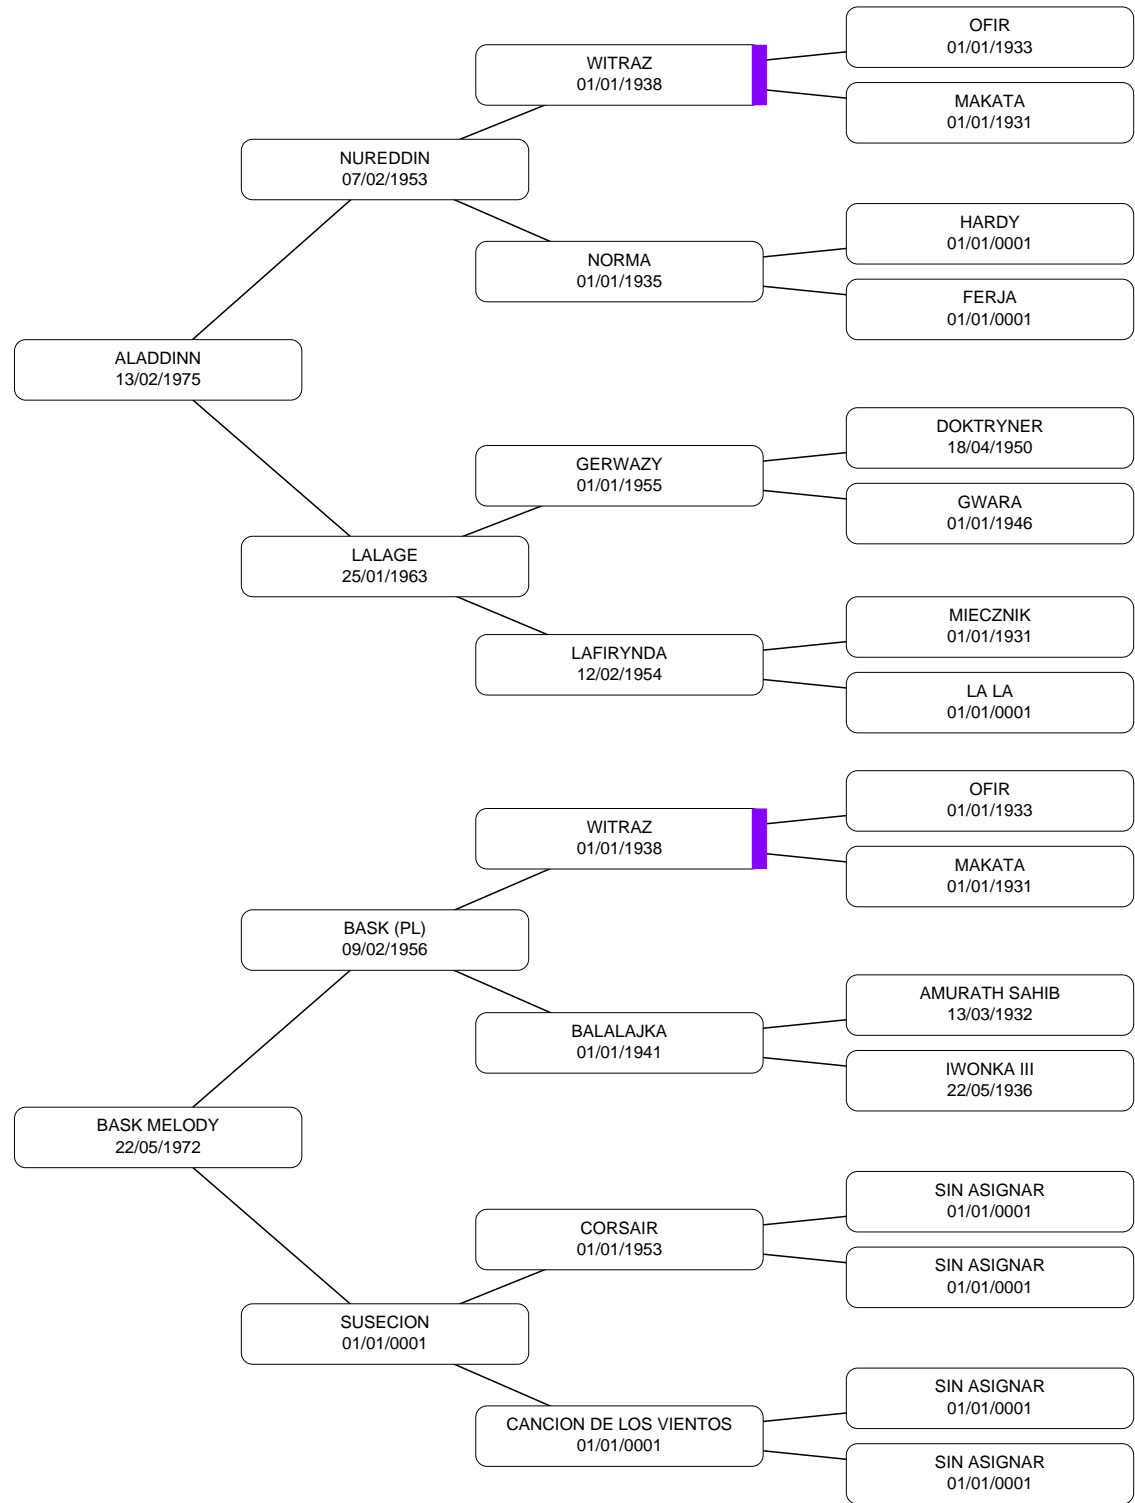 OFIR
01/01/1933
WITRAZ
01/01/1938
MAKATA
01/01/1931
NUREDDIN
07/02/1953
HARDY
01/01/0001
NORMA
01/01/1935
FERJA
01/01/0001
ALADDINN
13/02/1975
DOKTRYNER
18/04/1950
GERWAZY
01/01/1955
GWARA
01/01/1946
LALAGE
25/01/1963
MIECZNIK
01/01/1931
LAFIRYNDA
12/02/1954
LA LA
01/01/0001
OFIR
01/01/1933
WITRAZ
01/01/1938
MAKATA
01/01/1931
BASK (PL)
09/02/1956
AMURATH SAHIB
13/03/1932
BALALAJKA
01/01/1941
IWONKA III
22/05/1936
BASK MELODY
22/05/1972
SIN ASIGNAR
01/01/0001
CORSAIR
01/01/1953
SIN ASIGNAR
01/01/0001
SUSECION
01/01/0001
SIN ASIGNAR
01/01/0001
CANCION DE LOS VIENTOS
01/01/0001
SIN ASIGNAR
01/01/0001